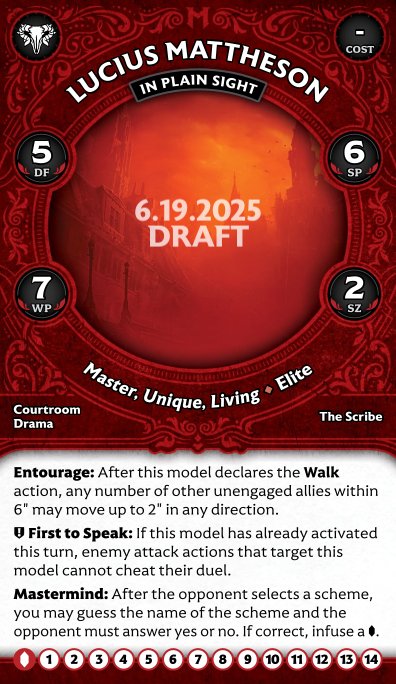 -
COST
LUCIUS MATTHESON
IN PLAIN SIGHT
5
DF
6
SP
6.19.2025
DRAFT
7
WP
2
SZ
Master, Unique, Living ⬥ Elite
Courtroom
Drama
The Scribe
Entourage: After this model declares the Walk
action, any number of other unengaged allies within
6" may move up to 2" in any direction.
First to Speak: If this model has already activated
this turn, enemy attack actions that target this
model cannot cheat their duel.
Mastermind: After the opponent selects a scheme,
you may guess the name of the scheme and the
opponent must answer yes or no. If correct, infuse a ⬧.
1 2 3 4 5 6 7 8 9 10 11 12 13 14